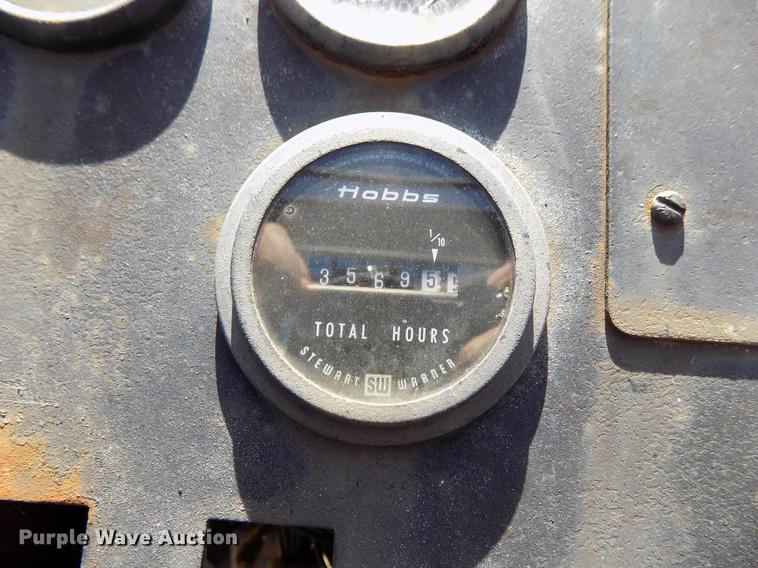 Hobbs
1/10
3 5 6 9 5
TOTAL HOURS
STEWART SW WARNER
Purple Wave Auction